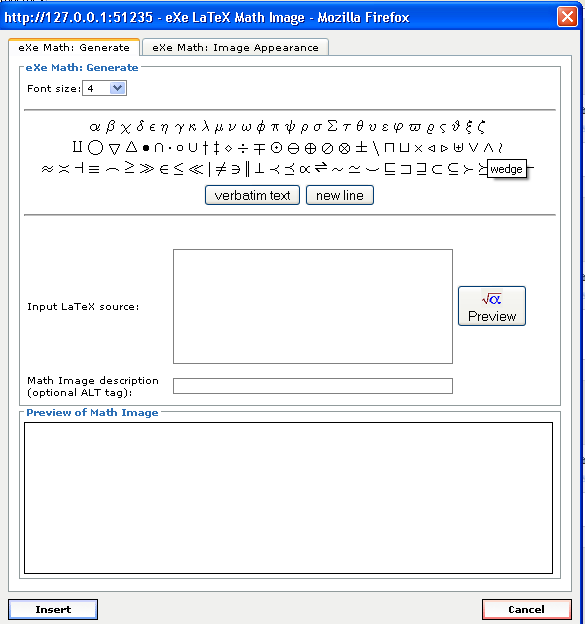 http://127.0.0.1:51235 - eXe LaTeX Math Image - Mozilla Firefox
eXe Math: Generate eXe Math: Image Appearance
eXe Math: Generate
Font size: 4
α β χ δ ϵ η γ κ λ μ ν ω ϕ π ψ ρ σ Σ τ θ υ ε φ ϖ ϱ ς ϑ ξ ζ
∐ ◯ ▽ △ • ∩ · ∘ ∪ † ‡ ⋄ ÷ ∓ ⊙ ⊖ ⊕ ⊘ ⊗ ± \ ⊓ ⊔ × ◁ ▷ ⊎ ∨ ∧ ≀
≈ ≍ ⊣ ≡ ⌢ ≥ ≫ ∈ ≤ ≪ | ≠ ∋ ∥ ⊥ ≺ ⪯ ∝ ⇌ ∼ ≃ ⌣ ⊑ ⊐ ⊒ ⊂ ⊆ ≻ wedge
verbatim text new line
Input LaTeX source:
√α
Preview
Math Image description
(optional ALT tag):
Preview of Math Image
Insert Cancel